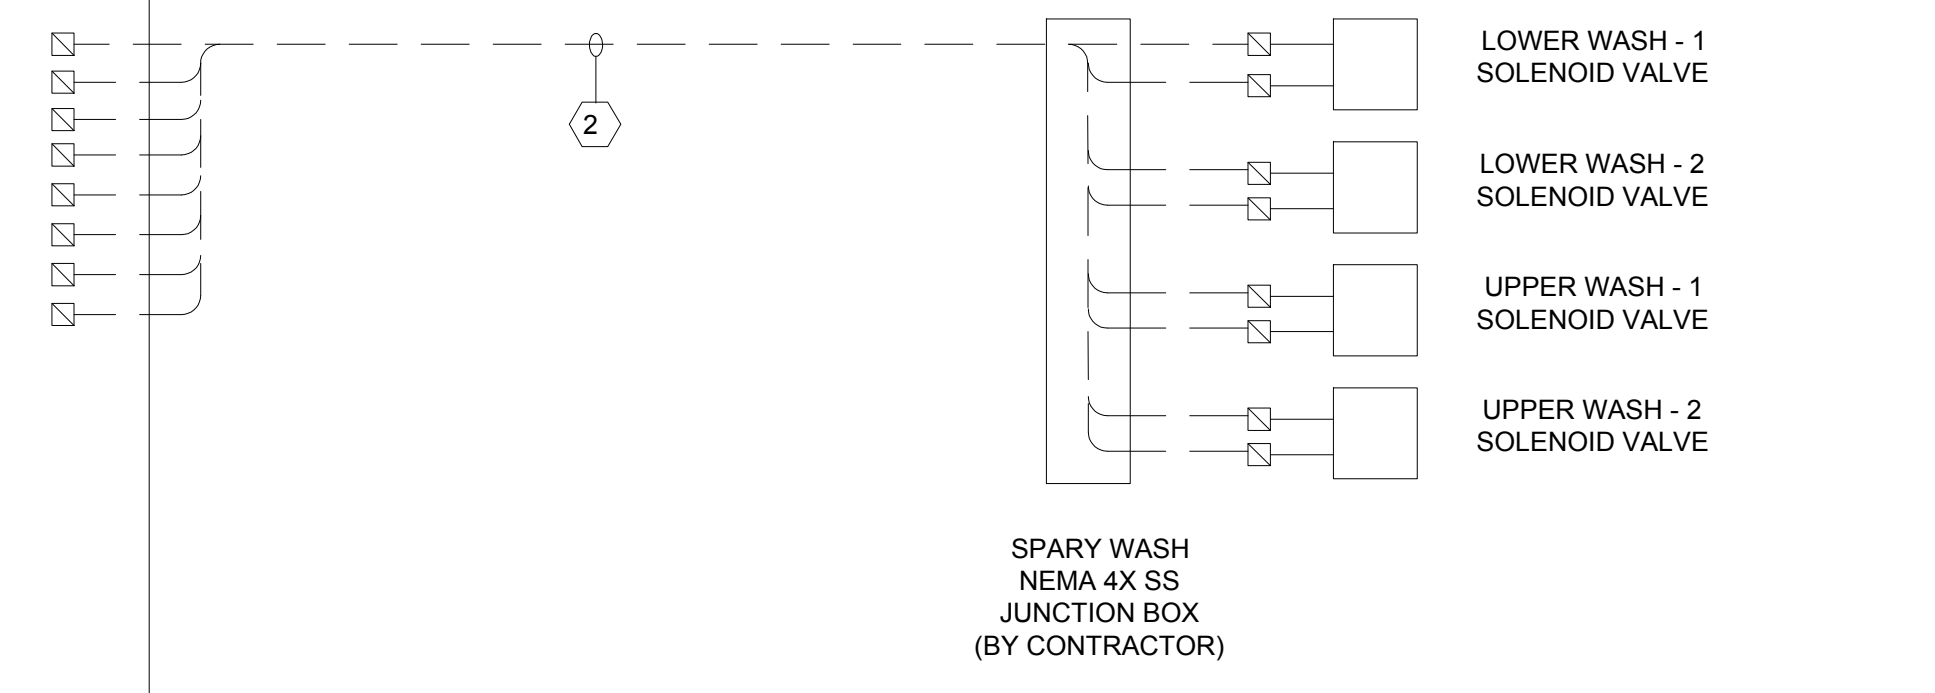 LOWER WASH - 1
SOLENOID VALVE
2
LOWER WASH - 2
SOLENOID VALVE
UPPER WASH - 1
SOLENOID VALVE
UPPER WASH - 2
SOLENOID VALVE
SPARY WASH
NEMA 4X SS
JUNCTION BOX
(BY CONTRACTOR)